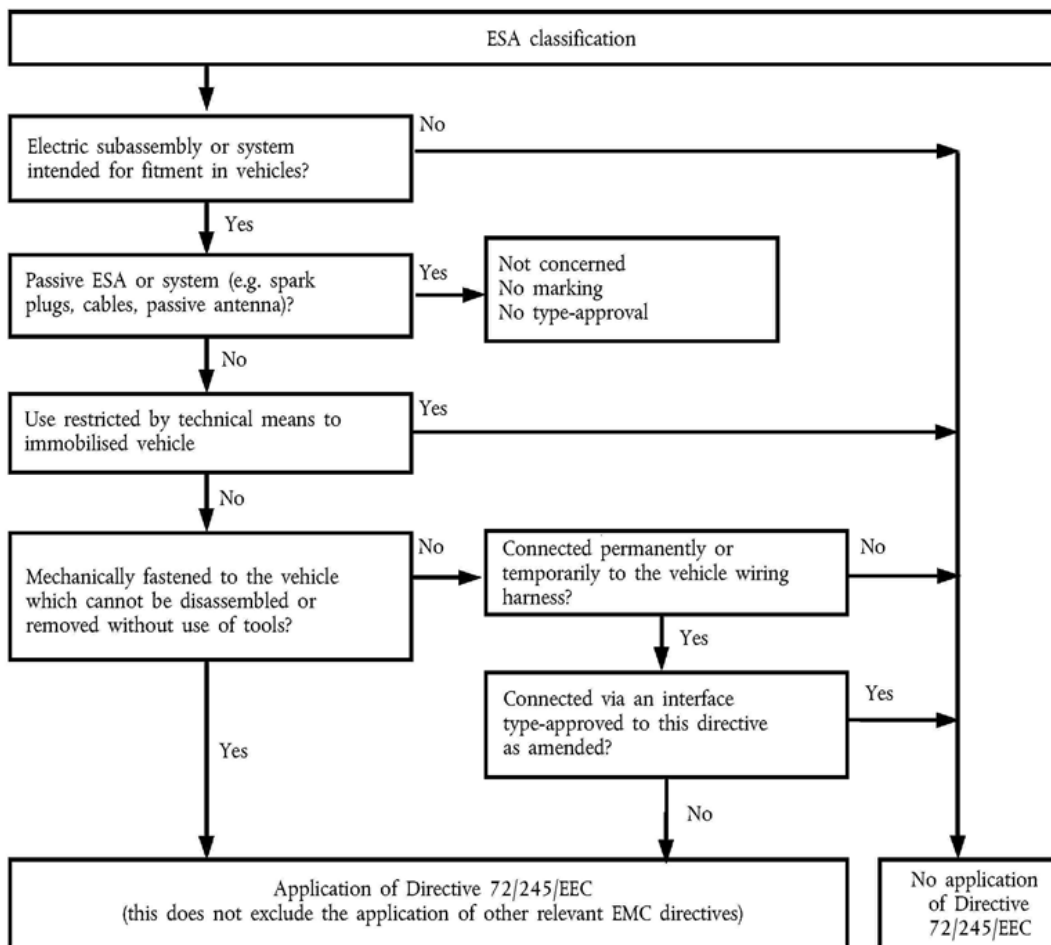 ESA classification
No
Electric subassembly or system
intended for fitment in vehicles?
Yes
Passive ESA or system (e.g. spark
plugs, cables, passive antenna)?
Yes
Not concerned
No marking
No type-approval
No
Use restricted by technical means to
immobilised vehicle
Yes
No
Mechanically fastened to the vehicle
which cannot be disassembled or
removed without use of tools?
No
Connected permanently or
temporarily to the vehicle wiring
harness?
No
Yes
Connected via an interface
type-approved to this directive
as amended?
Yes
Yes
No
Application of Directive 72/245/EEC
(this does not exclude the application of other relevant EMC directives)
No application
of Directive
72/245/EEC